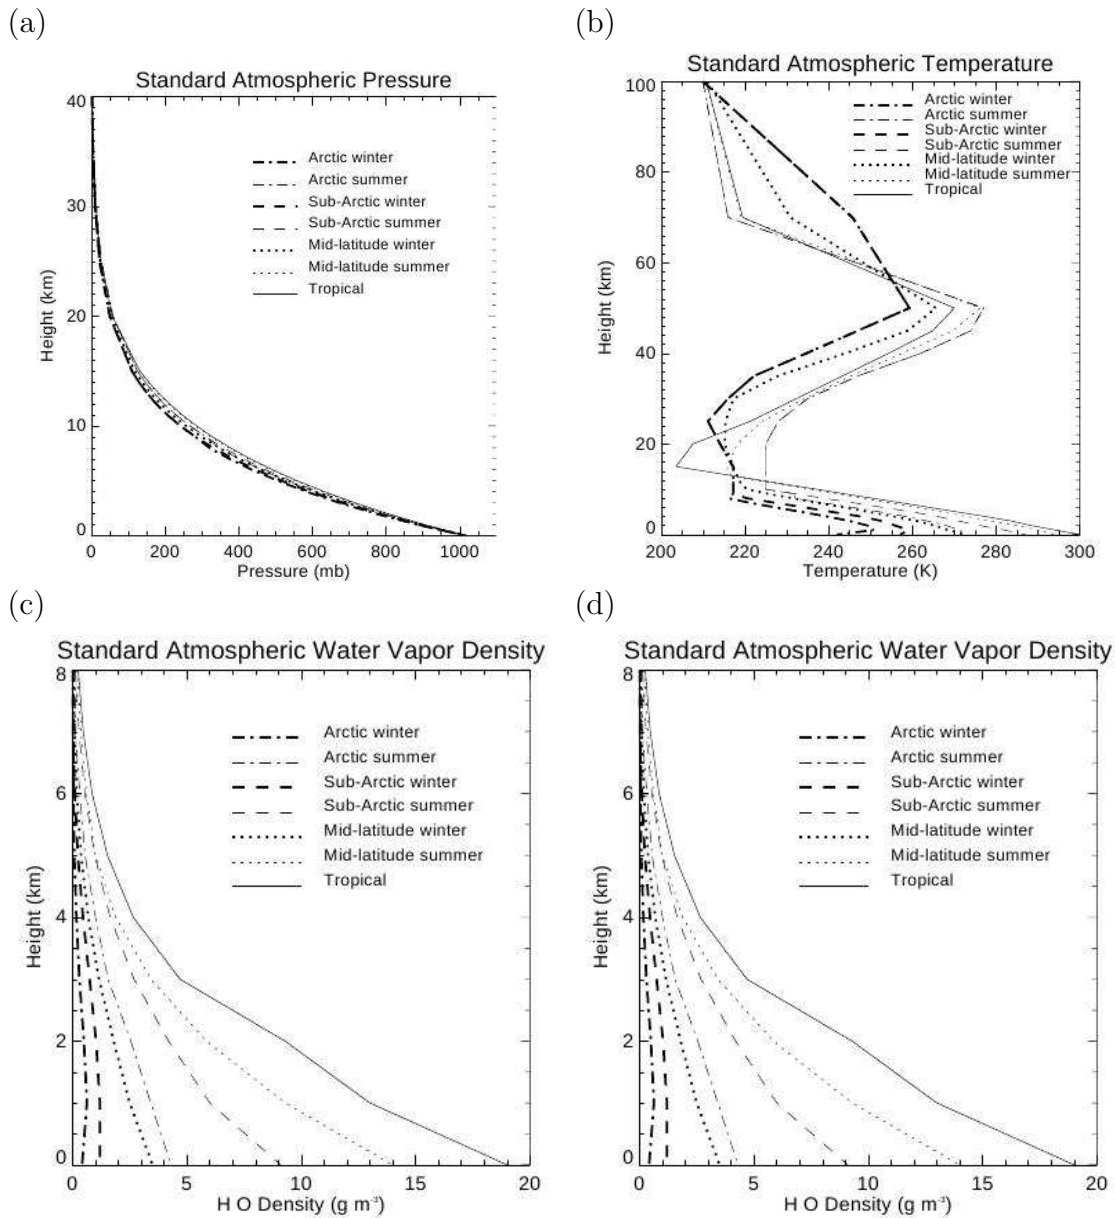 (a)
Standard Atmospheric Pressure
40
30
20
10
0
Height (km)
Arctic winter
Arctic summer
Sub-Arctic winter
Sub-Arctic summer
Mid-latitude winter
Mid-latitude summer
Tropical
0 200 400 600 800 1000
Pressure (mb)
(b)
Standard Atmospheric Temperature
100
80
60
40
20
0
Height (km)
Arctic winter
Arctic summer
Sub-Arctic winter
Sub-Arctic summer
Mid-latitude winter
Mid-latitude summer
Tropical
200 220 240 260 280 300
Temperature (K)
(c)
Standard Atmospheric Water Vapor Density
8
6
4
2
0
Height (km)
Arctic winter
Arctic summer
Sub-Arctic winter
Sub-Arctic summer
Mid-latitude winter
Mid-latitude summer
Tropical
0 5 10 15 20
H O Density (g m⁻³)
(d)
Standard Atmospheric Water Vapor Density
8
6
4
2
0
Height (km)
Arctic winter
Arctic summer
Sub-Arctic winter
Sub-Arctic summer
Mid-latitude winter
Mid-latitude summer
Tropical
0 5 10 15 20
H O Density (g m⁻³)